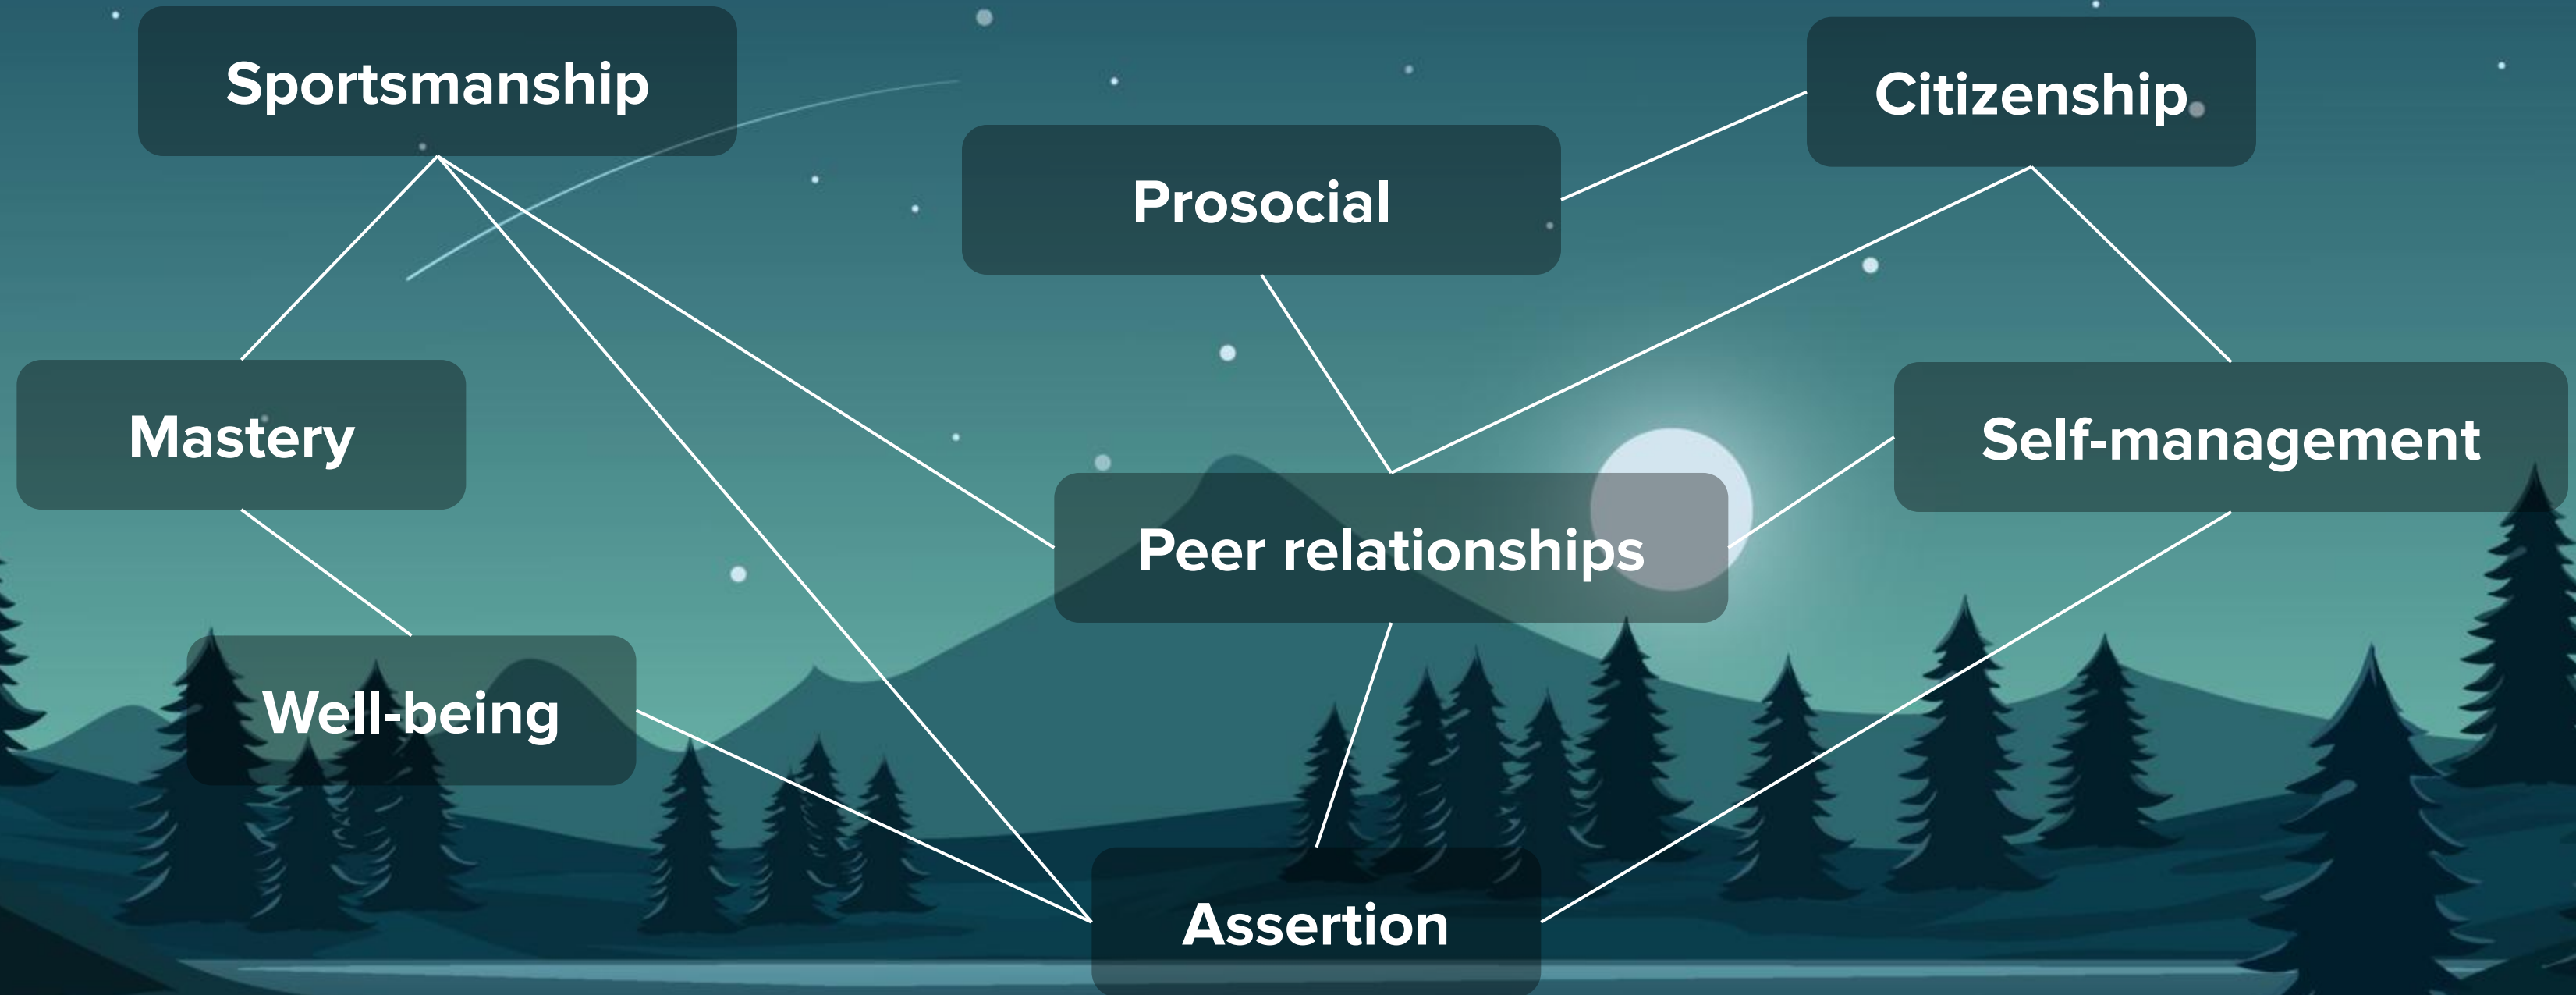 Sportsmanship
Citizenship
Prosocial
Mastery
Self-management
Peer relationships
Well-being
Assertion